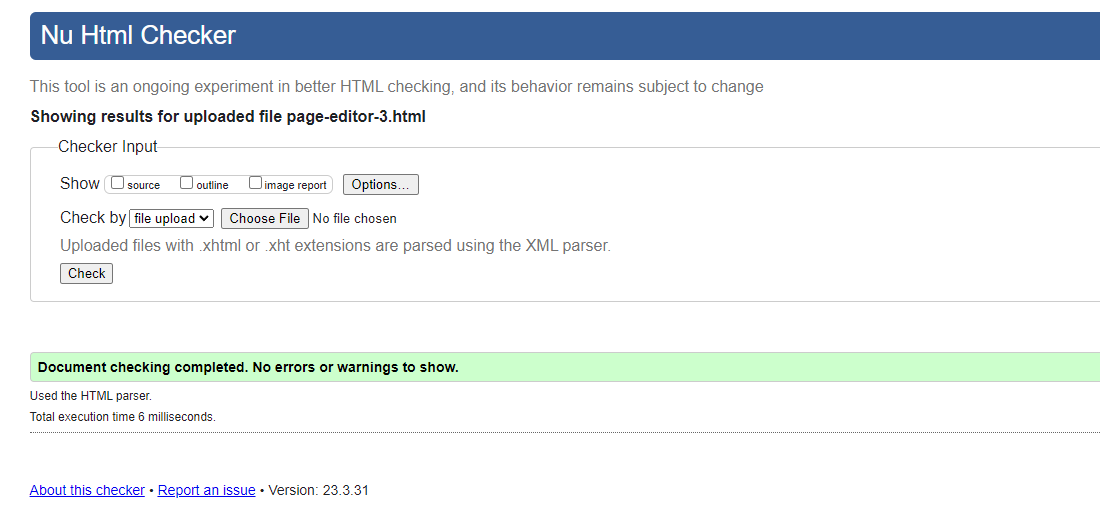 Nu Html Checker
This tool is an ongoing experiment in better HTML checking, and its behavior remains subject to change
Showing results for uploaded file page-editor-3.html
Checker Input
Show source outline image report Options...
Check by file upload Choose File No file chosen
Uploaded files with .xhtml or .xht extensions are parsed using the XML parser.
Check
Document checking completed. No errors or warnings to show.
Used the HTML parser.
Total execution time 6 milliseconds.
About this checker • Report an issue • Version: 23.3.31